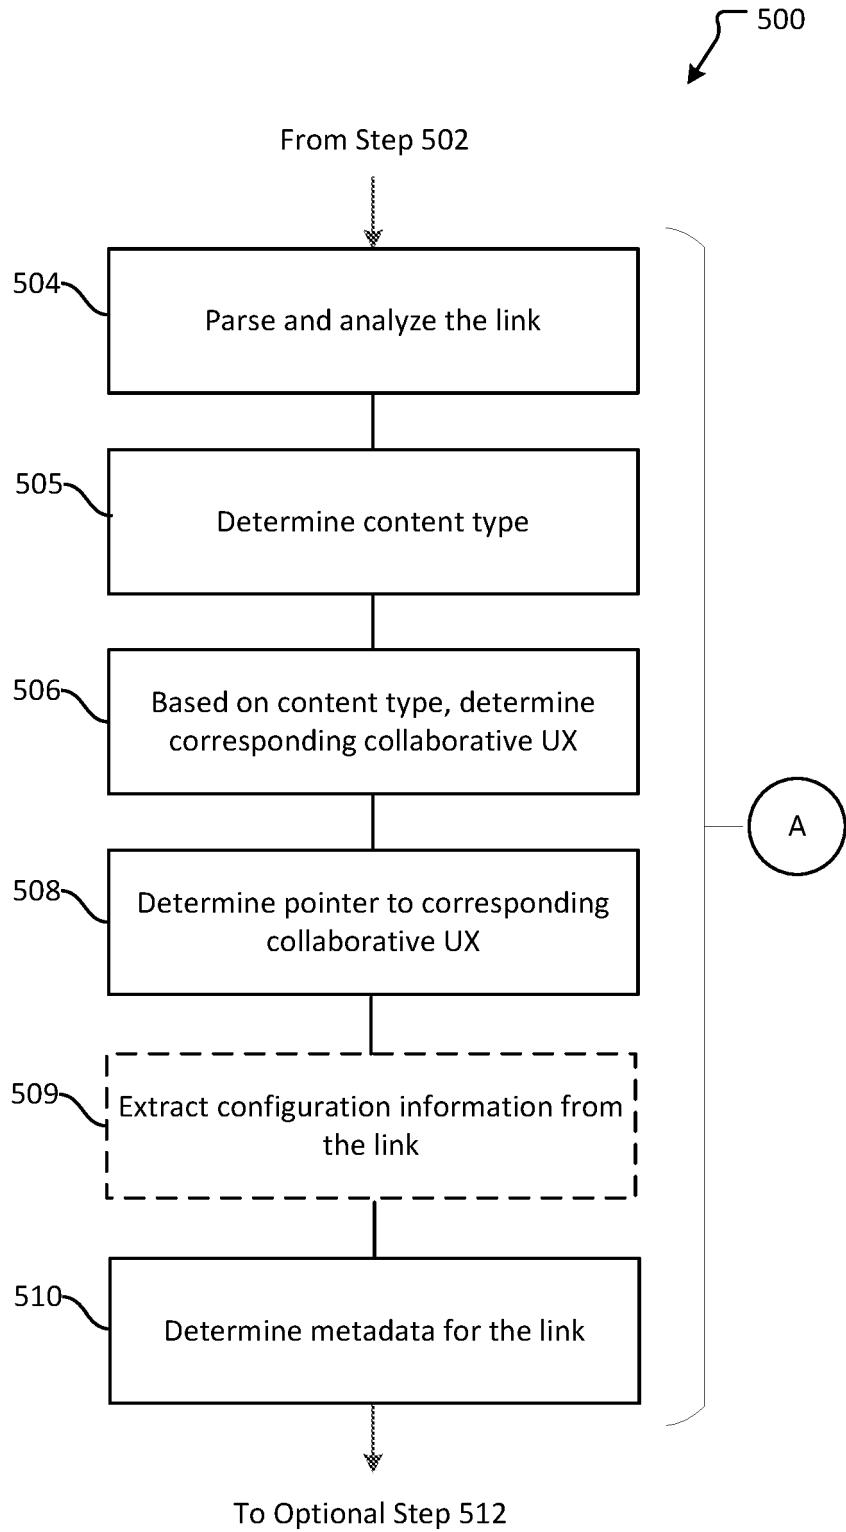 500
From Step 502
504
Parse and analyze the link
505
Determine content type
506
Based on content type, determine
corresponding collaborative UX
A
508
Determine pointer to corresponding
collaborative UX
509
Extract configuration information from
the link
510
Determine metadata for the link
To Optional Step 512